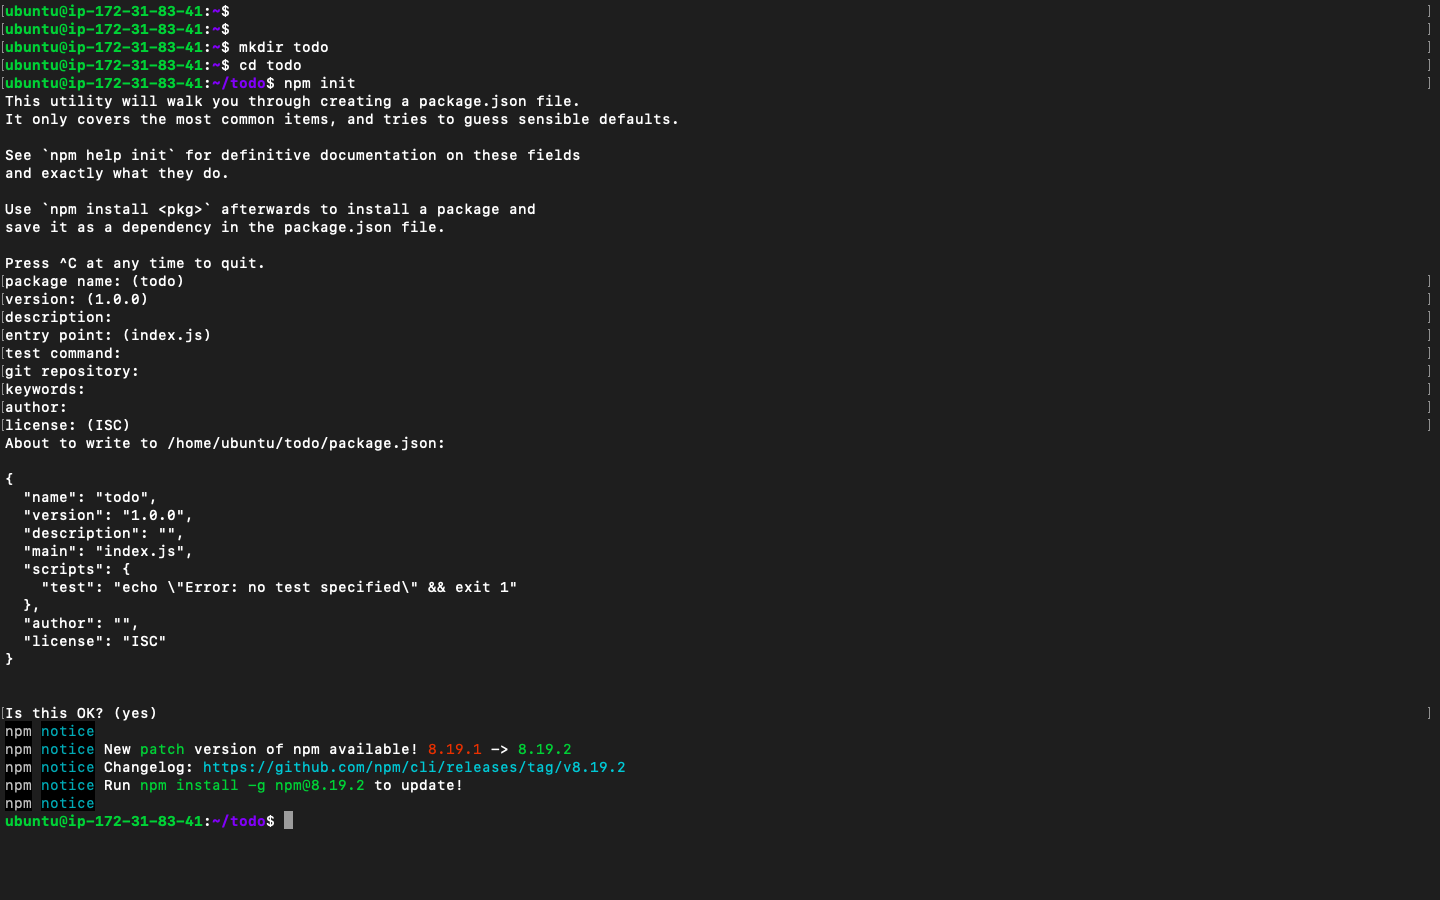 ubuntu@ip-172-31-83-41:~$
ubuntu@ip-172-31-83-41:~$
ubuntu@ip-172-31-83-41:~$ mkdir todo
ubuntu@ip-172-31-83-41:~$ cd todo
ubuntu@ip-172-31-83-41:~/todo$ npm init
This utility will walk you through creating a package.json file.
It only covers the most common items, and tries to guess sensible defaults.
See `npm help init` for definitive documentation on these fields
and exactly what they do.
Use `npm install <pkg>` afterwards to install a package and
save it as a dependency in the package.json file.
Press ^C at any time to quit.
package name: (todo)
version: (1.0.0)
description:
entry point: (index.js)
test command:
git repository:
keywords:
author:
license: (ISC)
About to write to /home/ubuntu/todo/package.json:
{
  "name": "todo",
  "version": "1.0.0",
  "description": "",
  "main": "index.js",
  "scripts": {
    "test": "echo \"Error: no test specified\" && exit 1"
  },
  "author": "",
  "license": "ISC"
}
Is this OK? (yes)
npm notice
npm notice New patch version of npm available! 8.19.1 -> 8.19.2
npm notice Changelog: https://github.com/npm/cli/releases/tag/v8.19.2
npm notice Run npm install -g npm@8.19.2 to update!
npm notice
ubuntu@ip-172-31-83-41:~/todo$